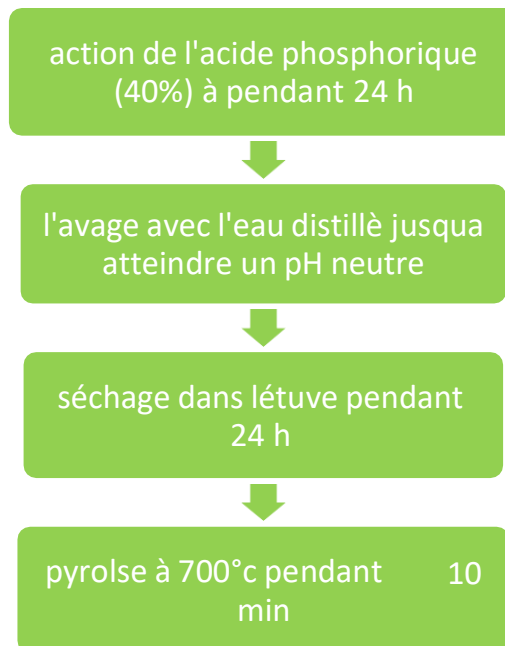 action de l'acide phosphorique
(40%) à pendant 24 h
l'avage avec l'eau distillè jusqua
atteindre un pH neutre
séchage dans létuve pendant
24 h
pyrolse à 700°c pendant 10
min